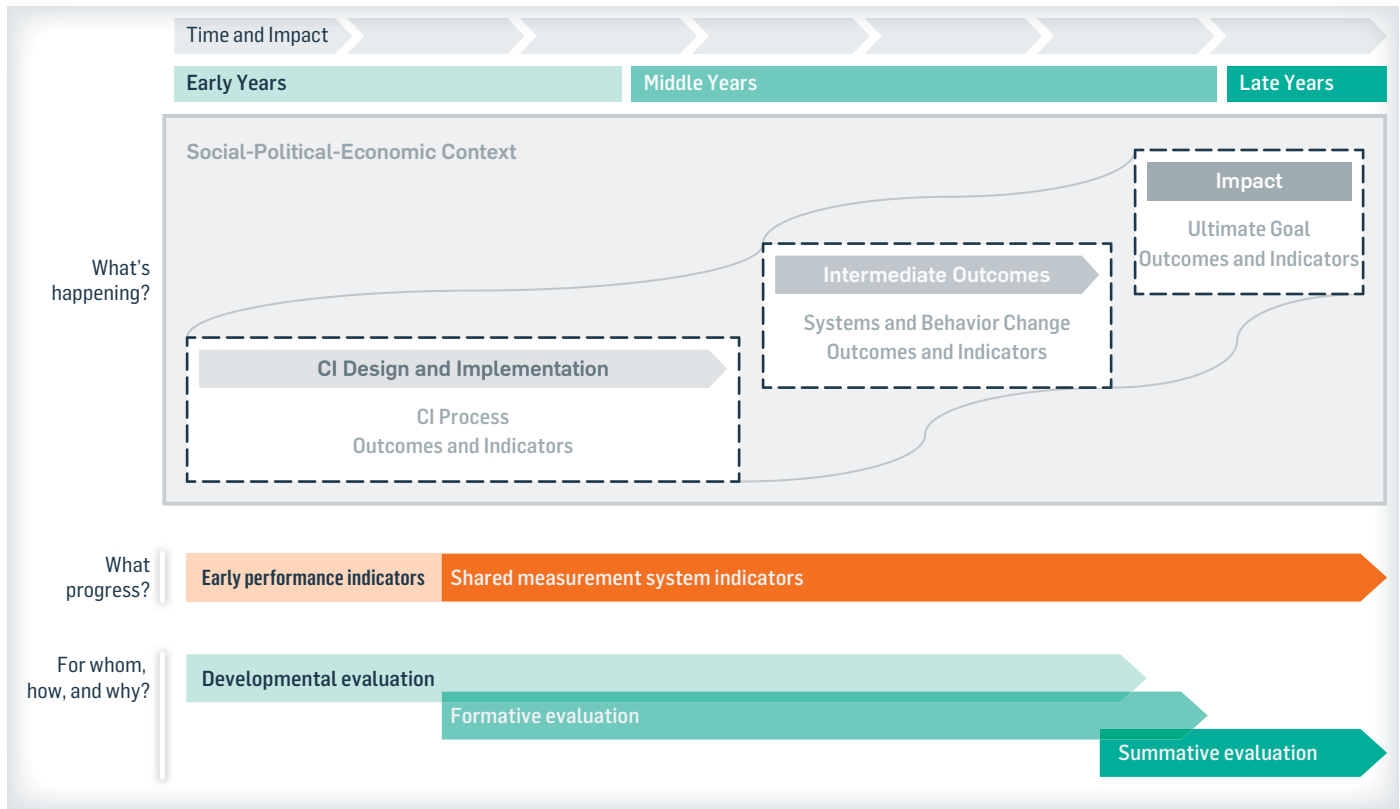 Time and Impact
Early Years
Middle Years
Late Years
Social-Political-Economic Context
Impact
Ultimate Goal
Outcomes and Indicators
What's
happening?
Intermediate Outcomes
Systems and Behavior Change
Outcomes and Indicators
CI Design and Implementation
CI Process
Outcomes and Indicators
What
progress?
Early performance indicators
Shared measurement system indicators
For whom,
how, and why?
Developmental evaluation
Formative evaluation
Summative evaluation